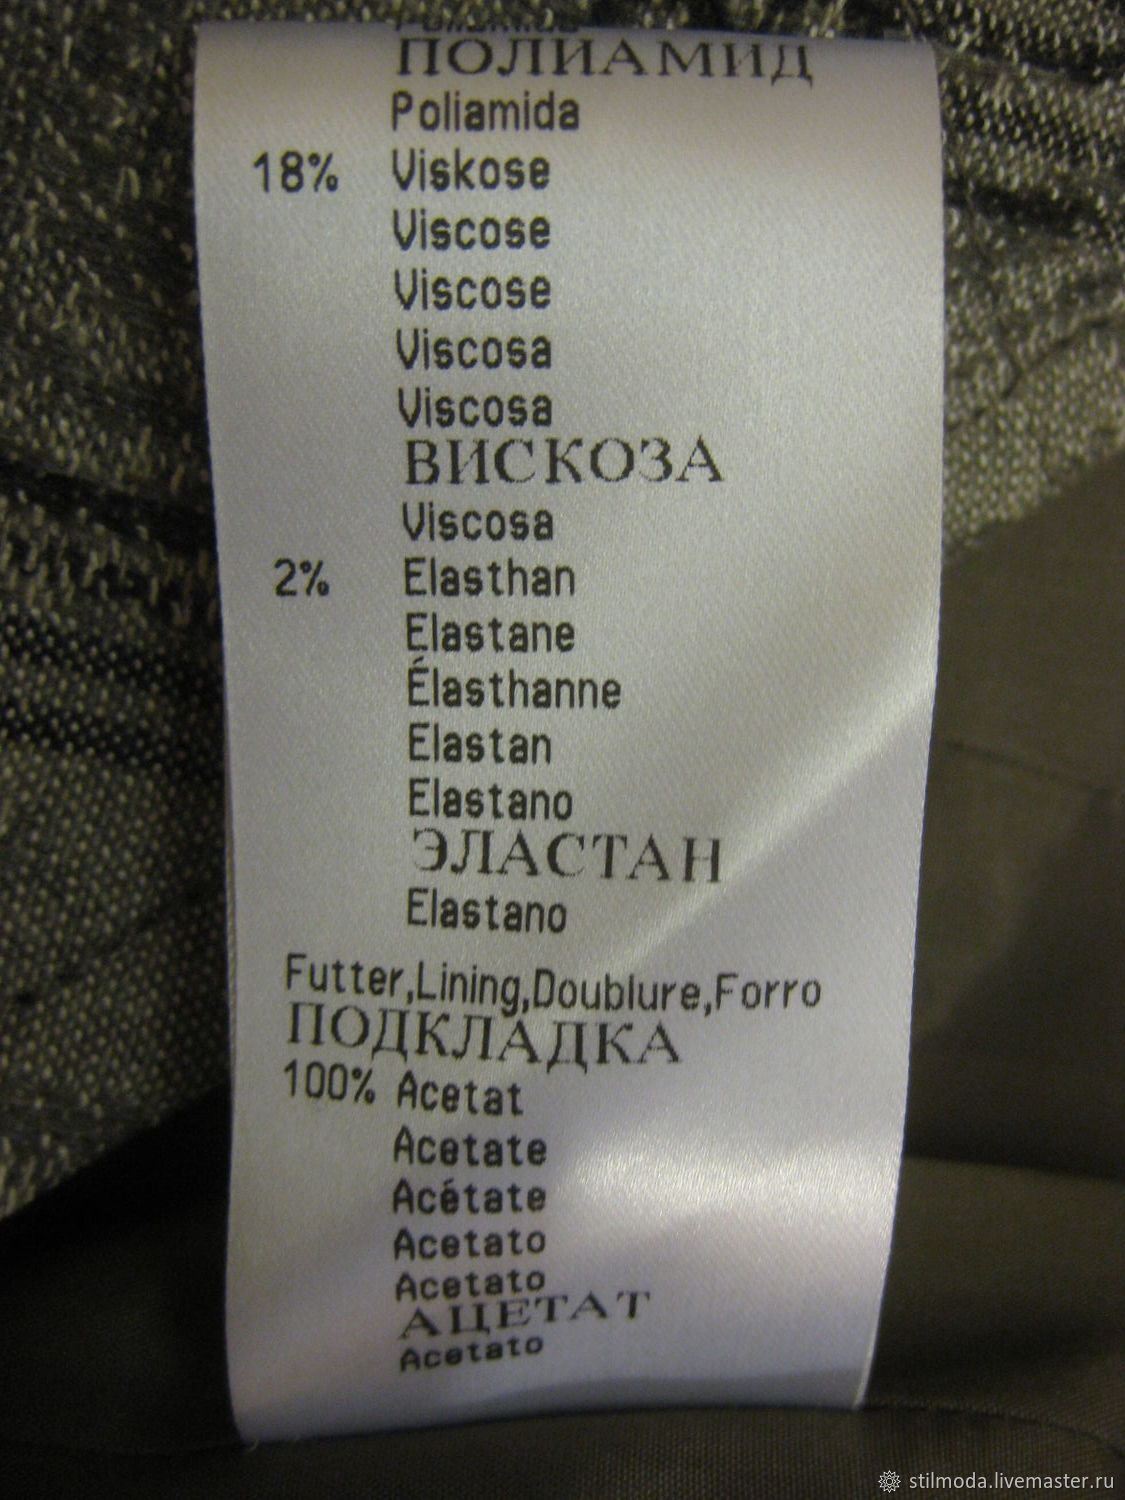 ПОЛИАМИД
Poliamida
18% Viskose
Viscose
Viscose
Viscosa
Viscosa
ВИСКОЗА
Viscosa
2% Elasthan
Elastane
Élasthanne
Elastan
Elastano
ЭЛАСТАН
Elastano
Futter,Lining,Doublure,Forro
ПОДКЛАДКА
100% Acetat
Acetate
Acétate
Acetato
Acetato
АЦЕТАТ
Acetato
stilmoda.livemaster.ru